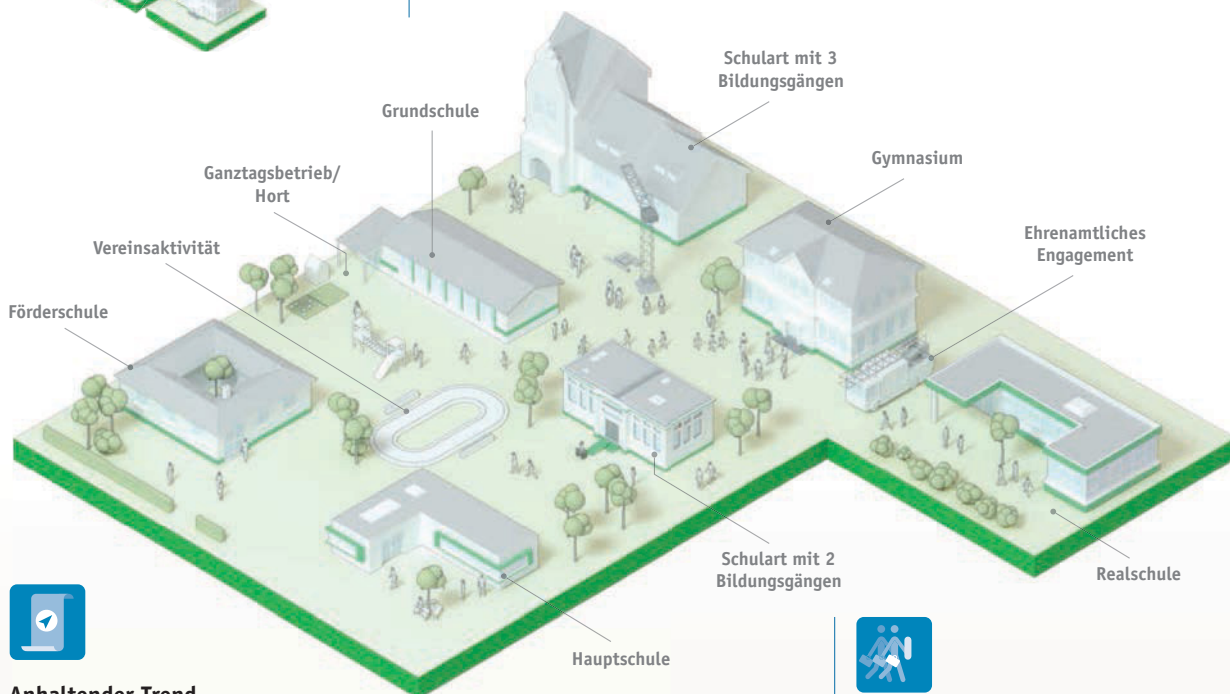 Schulart mit 3
Bildungsgängen
Grundschule
Gymnasium
Ganztagsbetrieb/
Hort
Ehrenamtliches
Engagement
Vereinsaktivität
Förderschule
Schulart mit 2
Bildungsgängen
Realschule
Hauptschule
Anhaltender Trend